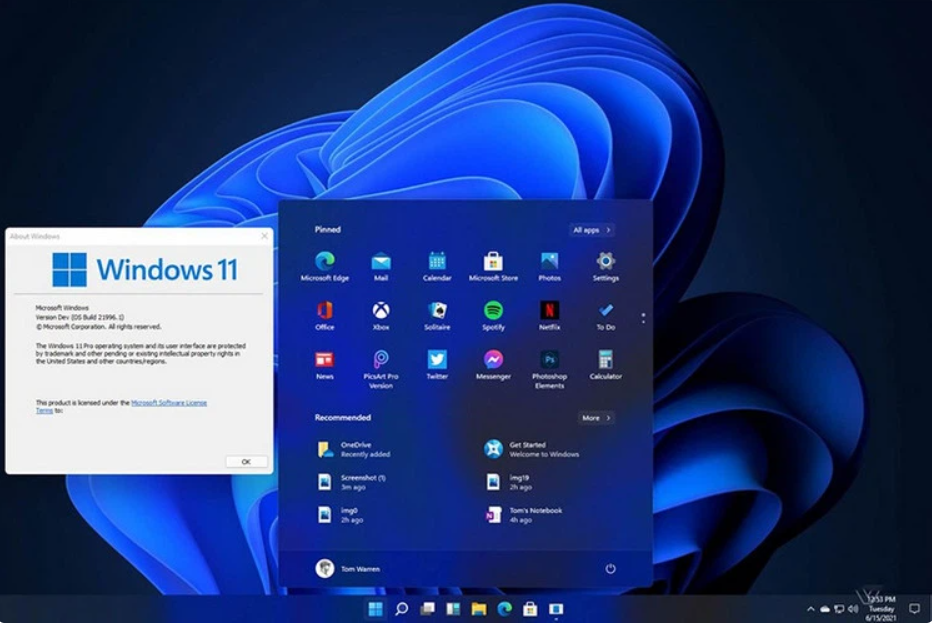 About Windows
Windows 11
Microsoft Windows
Version Dev (OS Build 21996.1)
© Microsoft Corporation. All rights reserved.
The Windows 11 Pro operating system and its user interface are protected
by trademark and other pending or existing intellectual property rights in
the United States and other countries/regions.
This product is licensed under the Microsoft Software License
Terms to:
OK
Pinned
All apps >
Microsoft Edge
Mail
Calendar
Microsoft Store
Photos
Settings
Office
Xbox
Solitaire
Spotify
N
Netflix
To Do
News
PicsArt Pro
Version
Twitter
Messenger
Ps
Photoshop
Elements
Calculator
Recommended
More >
OneDrive
Recently added
Get Started
Welcome to Windows
Screenshot (1)
3m ago
img19
2h ago
img0
2h ago
N
Tom's Notebook
4h ago
Tom Warren
Tuesday
6/15/2021